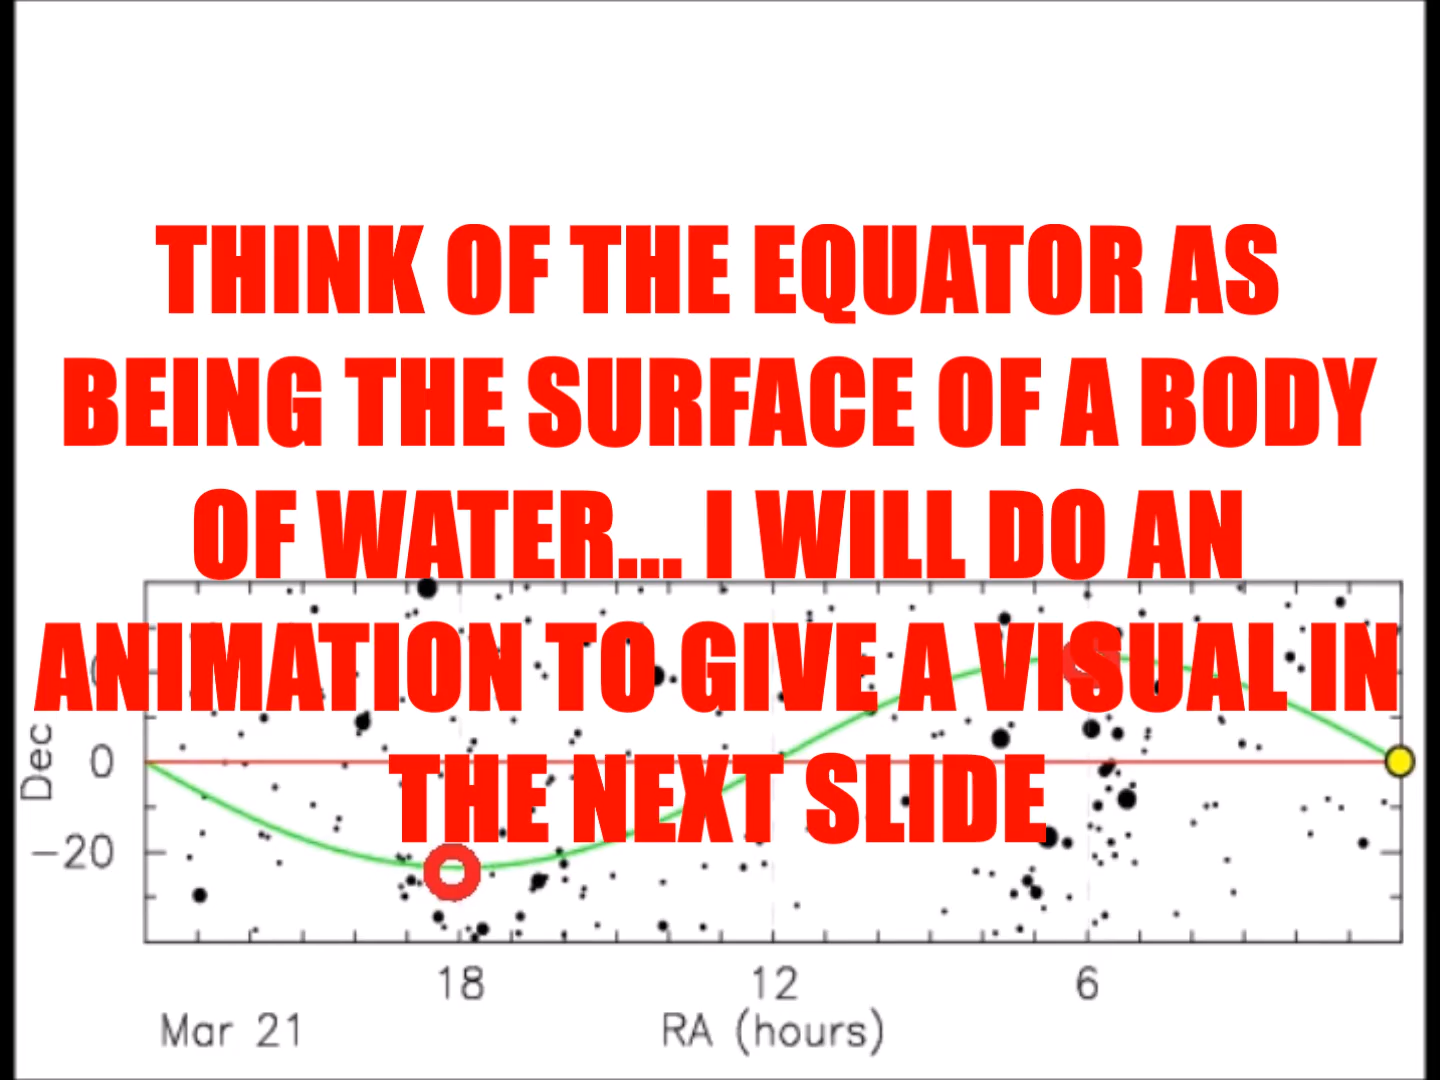 THINK OF THE EQUATOR AS
BEING THE SURFACE OF A BODY
OF WATER... I WILL DO AN
ANIMATION TO GIVE A VISUAL IN
THE NEXT SLIDE
Dec
0
-20
18
12
6
Mar 21
RA (hours)